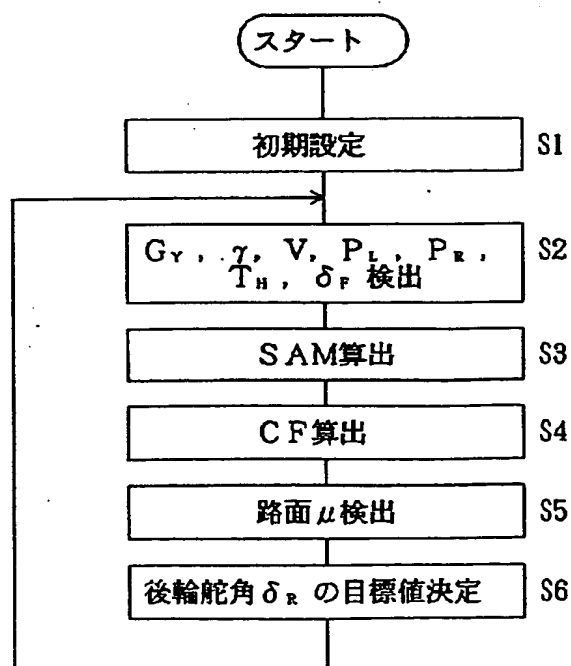 スタート
初期設定 S1
G_Y , γ, V, P_L , P_R , S2
T_H , δ_F 検出
SAM算出 S3
CF算出 S4
路面μ検出 S5
後輪舵角δ_R の目標値決定 S6